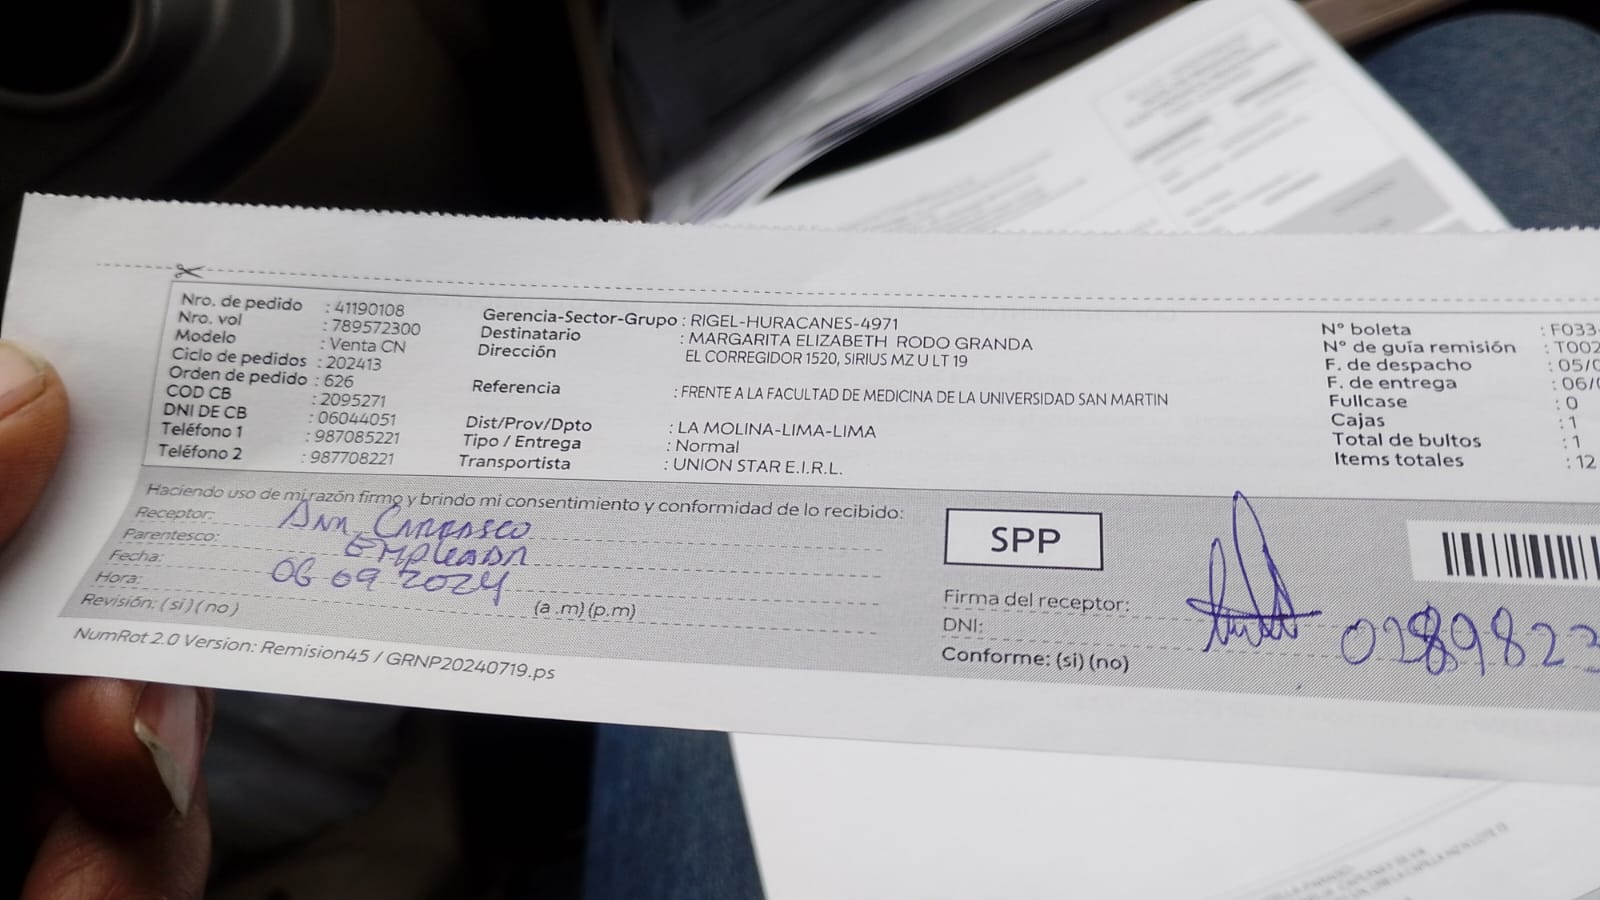 Nro. de pedido : 41190108
Nro. vol : 789572300
Modelo : Venta CN
Ciclo de pedidos : 202413
Orden de pedido : 626
COD CB : 2095271
DNI DE CB : 06044051
Teléfono 1 : 987085221
Teléfono 2 : 987708221
Gerencia-Sector-Grupo : RIGEL-HURACANES-4971
Destinatario : MARGARITA ELIZABETH RODO GRANDA
Dirección EL CORREGIDOR 1520, SIRIUS MZ U LT 19
Referencia : FRENTE A LA FACULTAD DE MEDICINA DE LA UNIVERSIDAD SAN MARTIN
Dist/Prov/Dpto : LA MOLINA-LIMA-LIMA
Tipo / Entrega : Normal
Transportista : UNION STAR E.I.R.L.
N° boleta : F033-
N° de guía remisión : T002
F. de despacho : 05/0
F. de entrega : 06/
Fullcase : 0
Cajas : 1
Total de bultos : 1
Items totales : 12
Haciendo uso de mi razón firmo y brindo mi consentimiento y conformidad de lo recibido:
Receptor: ANA CARRASCO
Parentesco: EMPLEADA
Fecha: 06 09 2024
Hora: (a .m) (p.m)
Revisión: ( si ) ( no )
SPP
Firma del receptor:
DNI:
Conforme: (si) (no)
NumRot 2.0 Version: Remision45 / GRNP20240719.ps